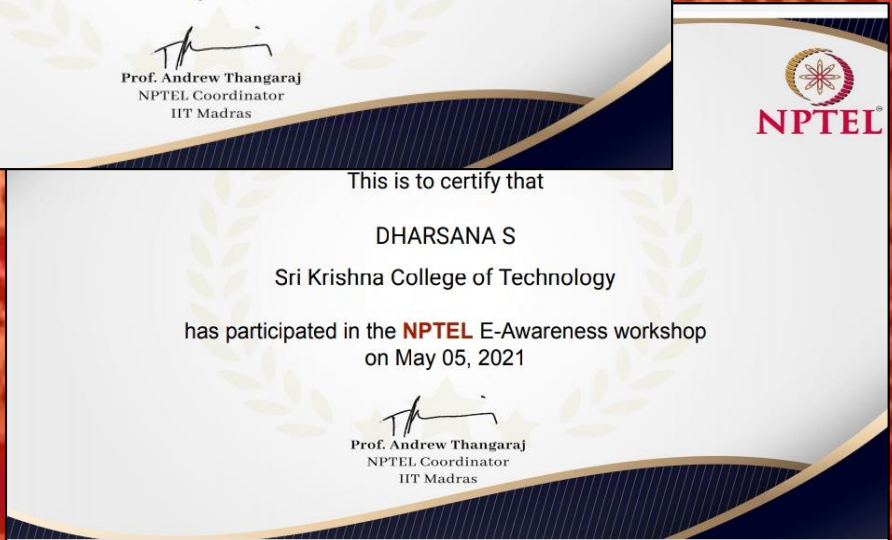 Prof. Andrew Thangaraj
NPTEL Coordinator
IIT Madras
NPTEL
This is to certify that
DHARSANA S
Sri Krishna College of Technology
has participated in the NPTEL E-Awareness workshop
on May 05, 2021
Prof. Andrew Thangaraj
NPTEL Coordinator
IIT Madras